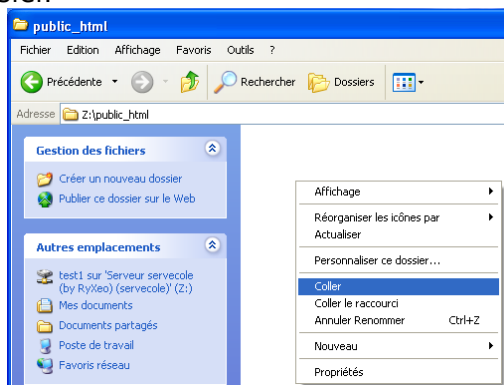 public_html
Fichier Edition Affichage Favoris Outils ?
Précédente Rechercher Dossiers
Adresse Z:\public_html
Gestion des fichiers
Créer un nouveau dossier
Publier ce dossier sur le Web
Autres emplacements
test1 sur 'Serveur servecole
(by RyXeo) (servecole)' (Z:)
Mes documents
Documents partagés
Poste de travail
Favoris réseau
Affichage
Réorganiser les icônes par
Actualiser
Personnaliser ce dossier...
Coller
Coller le raccourci
Annuler Renommer Ctrl+Z
Nouveau
Propriétés